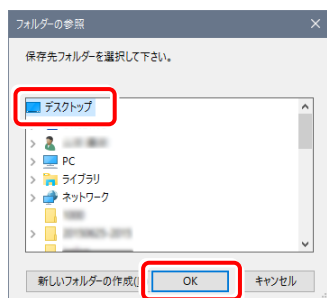 フォルダーの参照
保存先フォルダーを選択して下さい。
デスクトップ
PC
ライブラリ
ネットワーク
新しいフォルダーの作成(
OK
キャンセル